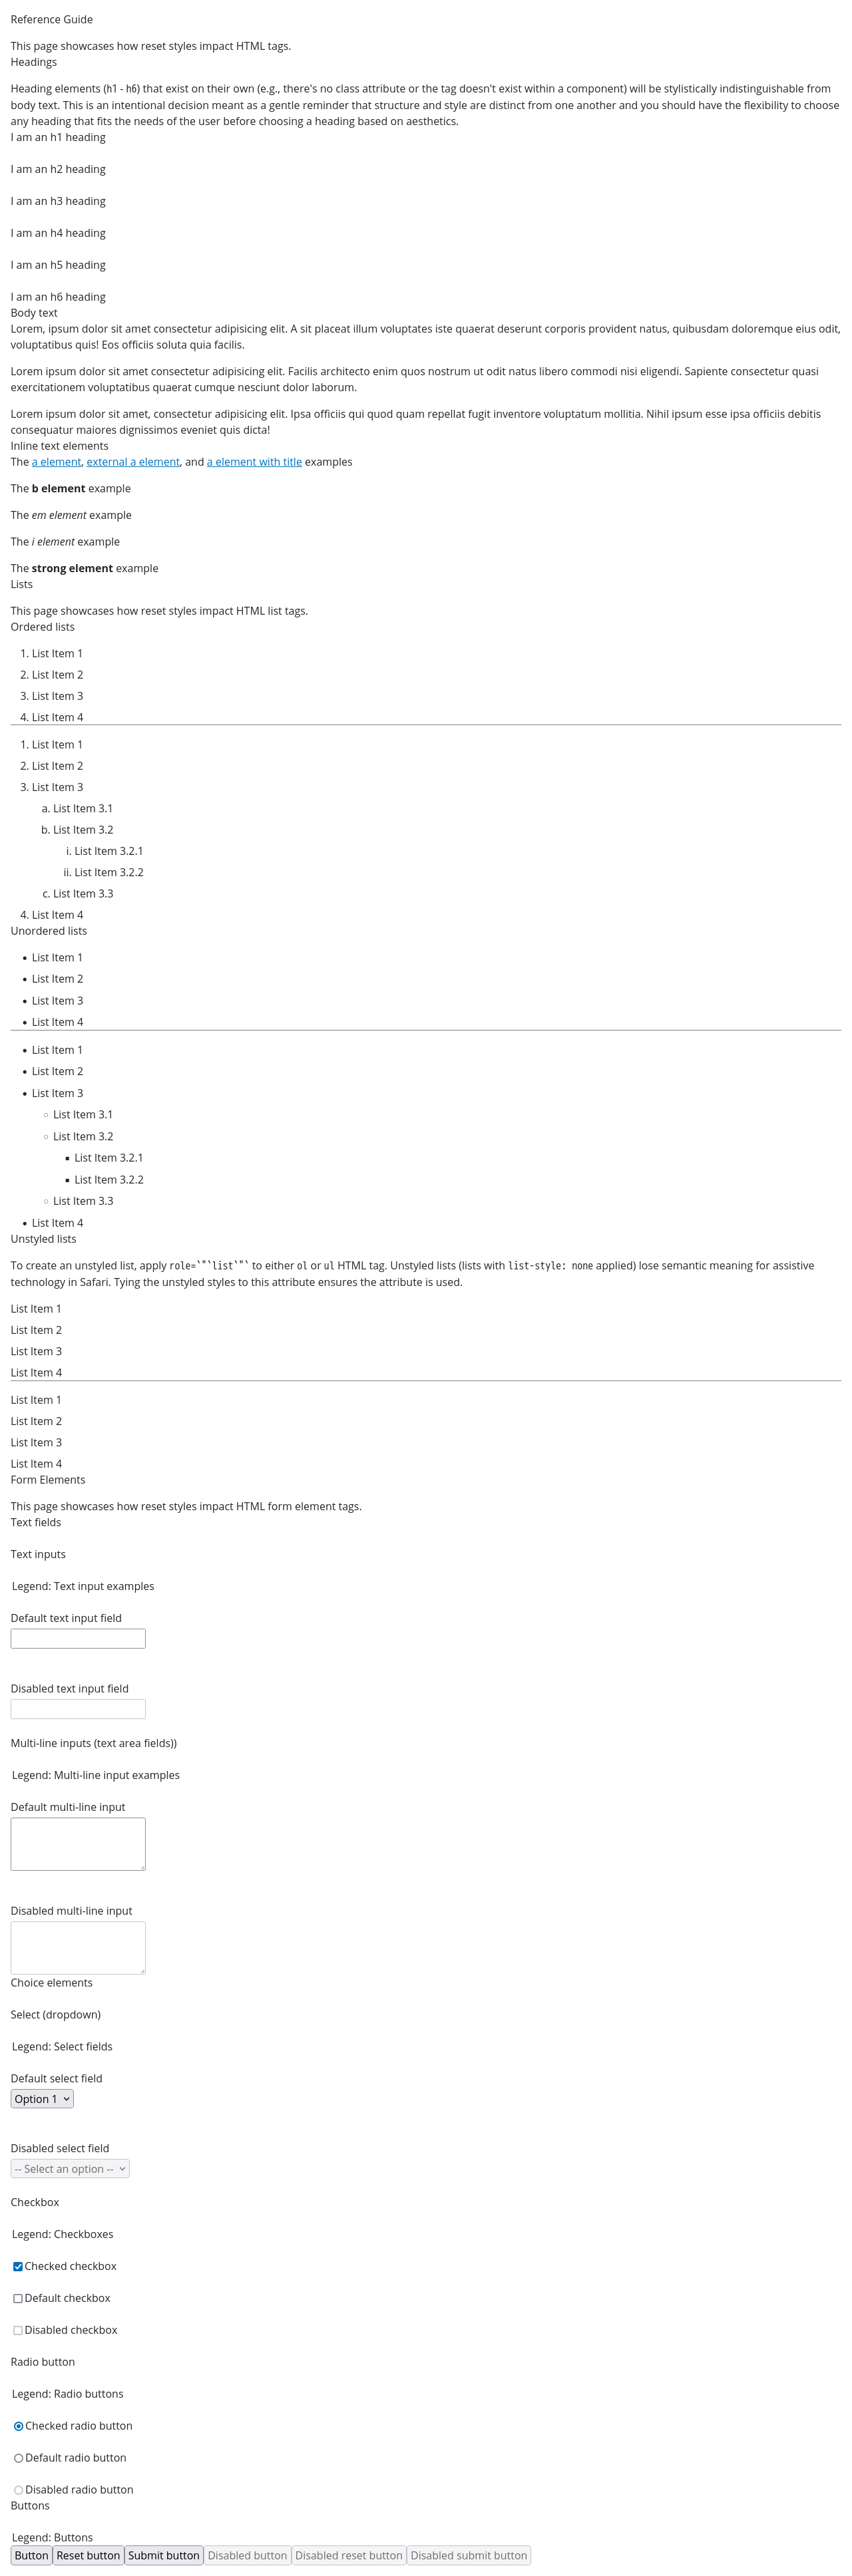 Reference Guide
This page showcases how reset styles impact HTML tags.
Headings
Heading elements (h1 - h6) that exist on their own (e.g., there's no class attribute or the tag doesn't exist within a component) will be stylistically indistinguishable from
body text. This is an intentional decision meant as a gentle reminder that structure and style are distinct from one another and you should have the flexibility to choose
any heading that fits the needs of the user before choosing a heading based on aesthetics.
I am an h1 heading
I am an h2 heading
I am an h3 heading
I am an h4 heading
I am an h5 heading
I am an h6 heading
Body text
Lorem, ipsum dolor sit amet consectetur adipisicing elit. A sit placeat illum voluptates iste quaerat deserunt corporis provident natus, quibusdam doloremque eius odit,
voluptatibus quis! Eos officiis soluta quia facilis.
Lorem ipsum dolor sit amet consectetur adipisicing elit. Facilis architecto enim quos nostrum ut odit natus libero commodi nisi eligendi. Sapiente consectetur quasi
exercitationem voluptatibus quaerat cumque nesciunt dolor laborum.
Lorem ipsum dolor sit amet, consectetur adipisicing elit. Ipsa officiis qui quod quam repellat fugit inventore voluptatum mollitia. Nihil ipsum esse ipsa officiis debitis
consequatur maiores dignissimos eveniet quis dicta!
Inline text elements
The a element, external a element, and a element with title examples
The b element example
The em element example
The i element example
The strong element example
Lists
This page showcases how reset styles impact HTML list tags.
Ordered lists
1. List Item 1
2. List Item 2
3. List Item 3
4. List Item 4
1. List Item 1
2. List Item 2
3. List Item 3
a. List Item 3.1
b. List Item 3.2
i. List Item 3.2.1
ii. List Item 3.2.2
c. List Item 3.3
4. List Item 4
Unordered lists
• List Item 1
• List Item 2
• List Item 3
• List Item 4
• List Item 1
• List Item 2
• List Item 3
◦ List Item 3.1
◦ List Item 3.2
▪ List Item 3.2.1
▪ List Item 3.2.2
◦ List Item 3.3
• List Item 4
Unstyled lists
To create an unstyled list, apply role=`"`list`"` to either ol or ul HTML tag. Unstyled lists (lists with list-style: none applied) lose semantic meaning for assistive
technology in Safari. Tying the unstyled styles to this attribute ensures the attribute is used.
List Item 1
List Item 2
List Item 3
List Item 4
List Item 1
List Item 2
List Item 3
List Item 4
Form Elements
This page showcases how reset styles impact HTML form element tags.
Text fields
Text inputs
Legend: Text input examples
Default text input field
Disabled text input field
Multi-line inputs (text area fields))
Legend: Multi-line input examples
Default multi-line input
Disabled multi-line input
Choice elements
Select (dropdown)
Legend: Select fields
Default select field
Option 1
Disabled select field
-- Select an option --
Checkbox
Legend: Checkboxes
Checked checkbox
Default checkbox
Disabled checkbox
Radio button
Legend: Radio buttons
Checked radio button
Default radio button
Disabled radio button
Buttons
Legend: Buttons
Button Reset button Submit button Disabled button Disabled reset button Disabled submit button